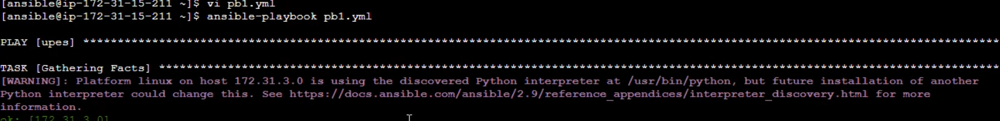 [ansible@ip-172-31-15-211 ~]$ vi pb1.yml
[ansible@ip-172-31-15-211 ~]$ ansible-playbook pb1.yml
PLAY [upes] ****************************************************************************************************************************************
TASK [Gathering Facts] *****************************************************************************************************************************
[WARNING]: Platform linux on host 172.31.3.0 is using the discovered Python interpreter at /usr/bin/python, but future installation of another
Python interpreter could change this. See https://docs.ansible.com/ansible/2.9/reference_appendices/interpreter_discovery.html for more
information.
ok: [172.31.3.0]